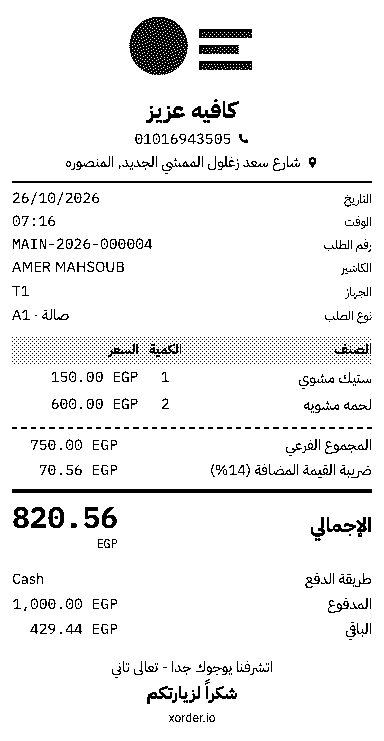 كافيه عزيز
01016943505
شارع سعد زغلول الممشي الجديد, المنصوره
التاريخ 26/10/2026
الوقت 07:16
رقم الطلب MAIN-2026-000004
الكاشير AMER MAHSOUB
الجهاز T1
نوع الطلب صالة · A1
الصنف الكمية السعر
ستيك مشوي 1 150.00 EGP
لحمه مشويه 2 600.00 EGP
المجموع الفرعي 750.00 EGP
ضريبة القيمة المضافة (14%) 70.56 EGP
الإجمالي 820.56
EGP
طريقة الدفع Cash
المدفوع 1,000.00 EGP
الباقي 429.44 EGP
اتشرفنا بوجوك جدا - تعالى تاني
شكراً لزيارتكم
xorder.io